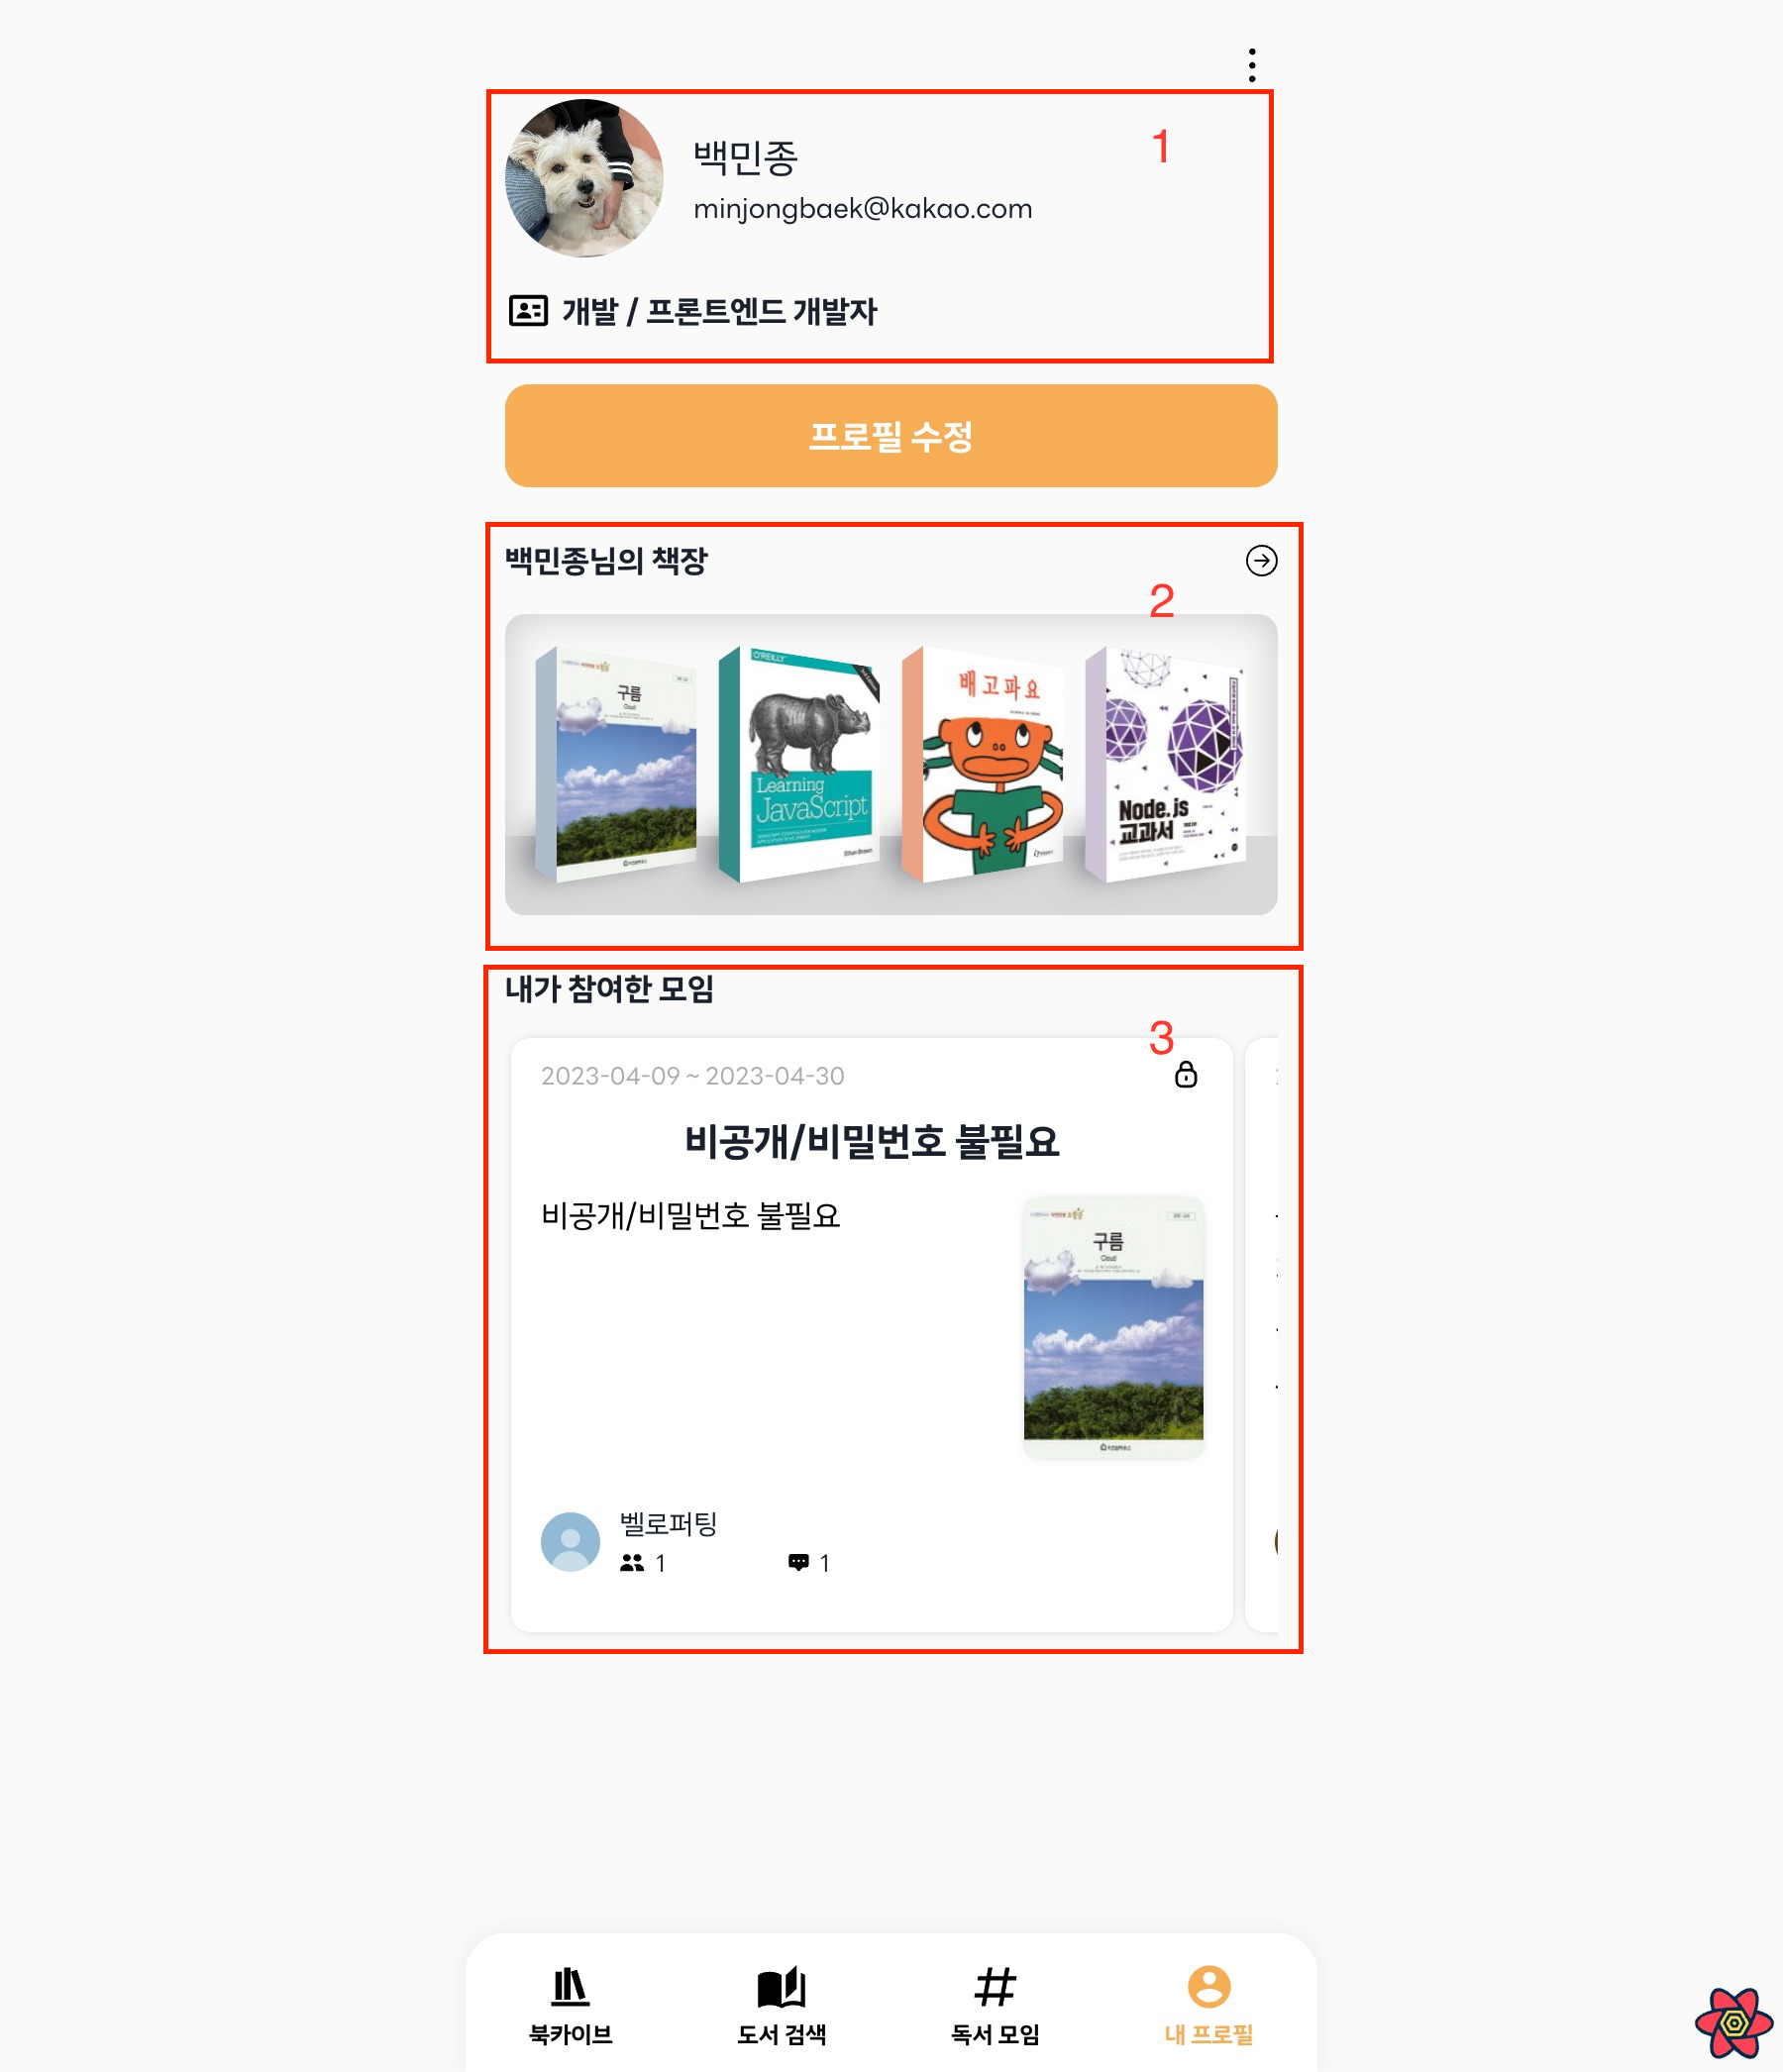 1
백민종
minjongbaek@kakao.com
개발 / 프론트엔드 개발자
프로필 수정
백민종님의 책장
2
구름
Cloud
O'REILLY
Learning
JavaScript
Ethan Brown
배고파요
Node.js
교과서
내가 참여한 모임
3
2023-04-09 ~ 2023-04-30
비공개/비밀번호 불필요
비공개/비밀번호 불필요
구름
Cloud
벨로퍼팅
1
1
북카이브
도서 검색
독서 모임
내 프로필